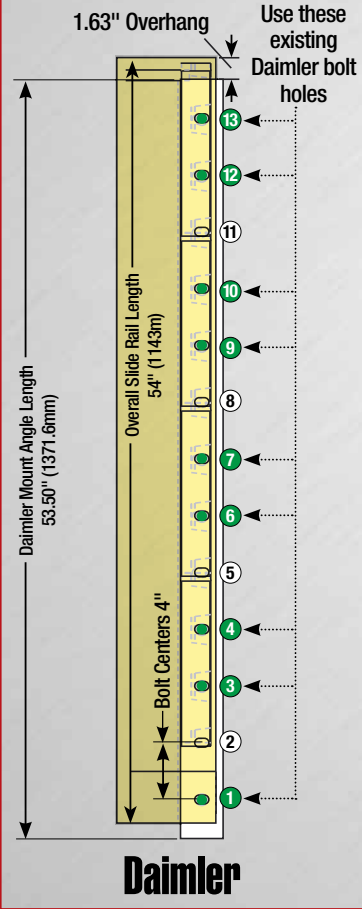 1.63" Overhang
Use these
existing
Daimler bolt
holes
13
12
11
10
9
8
7
6
5
4
3
2
1
Daimler Mount Angle Length
53.50" (1371.6mm)
Overall Slide Rail Length
54" (1143m)
Bolt Centers 4"
Daimler